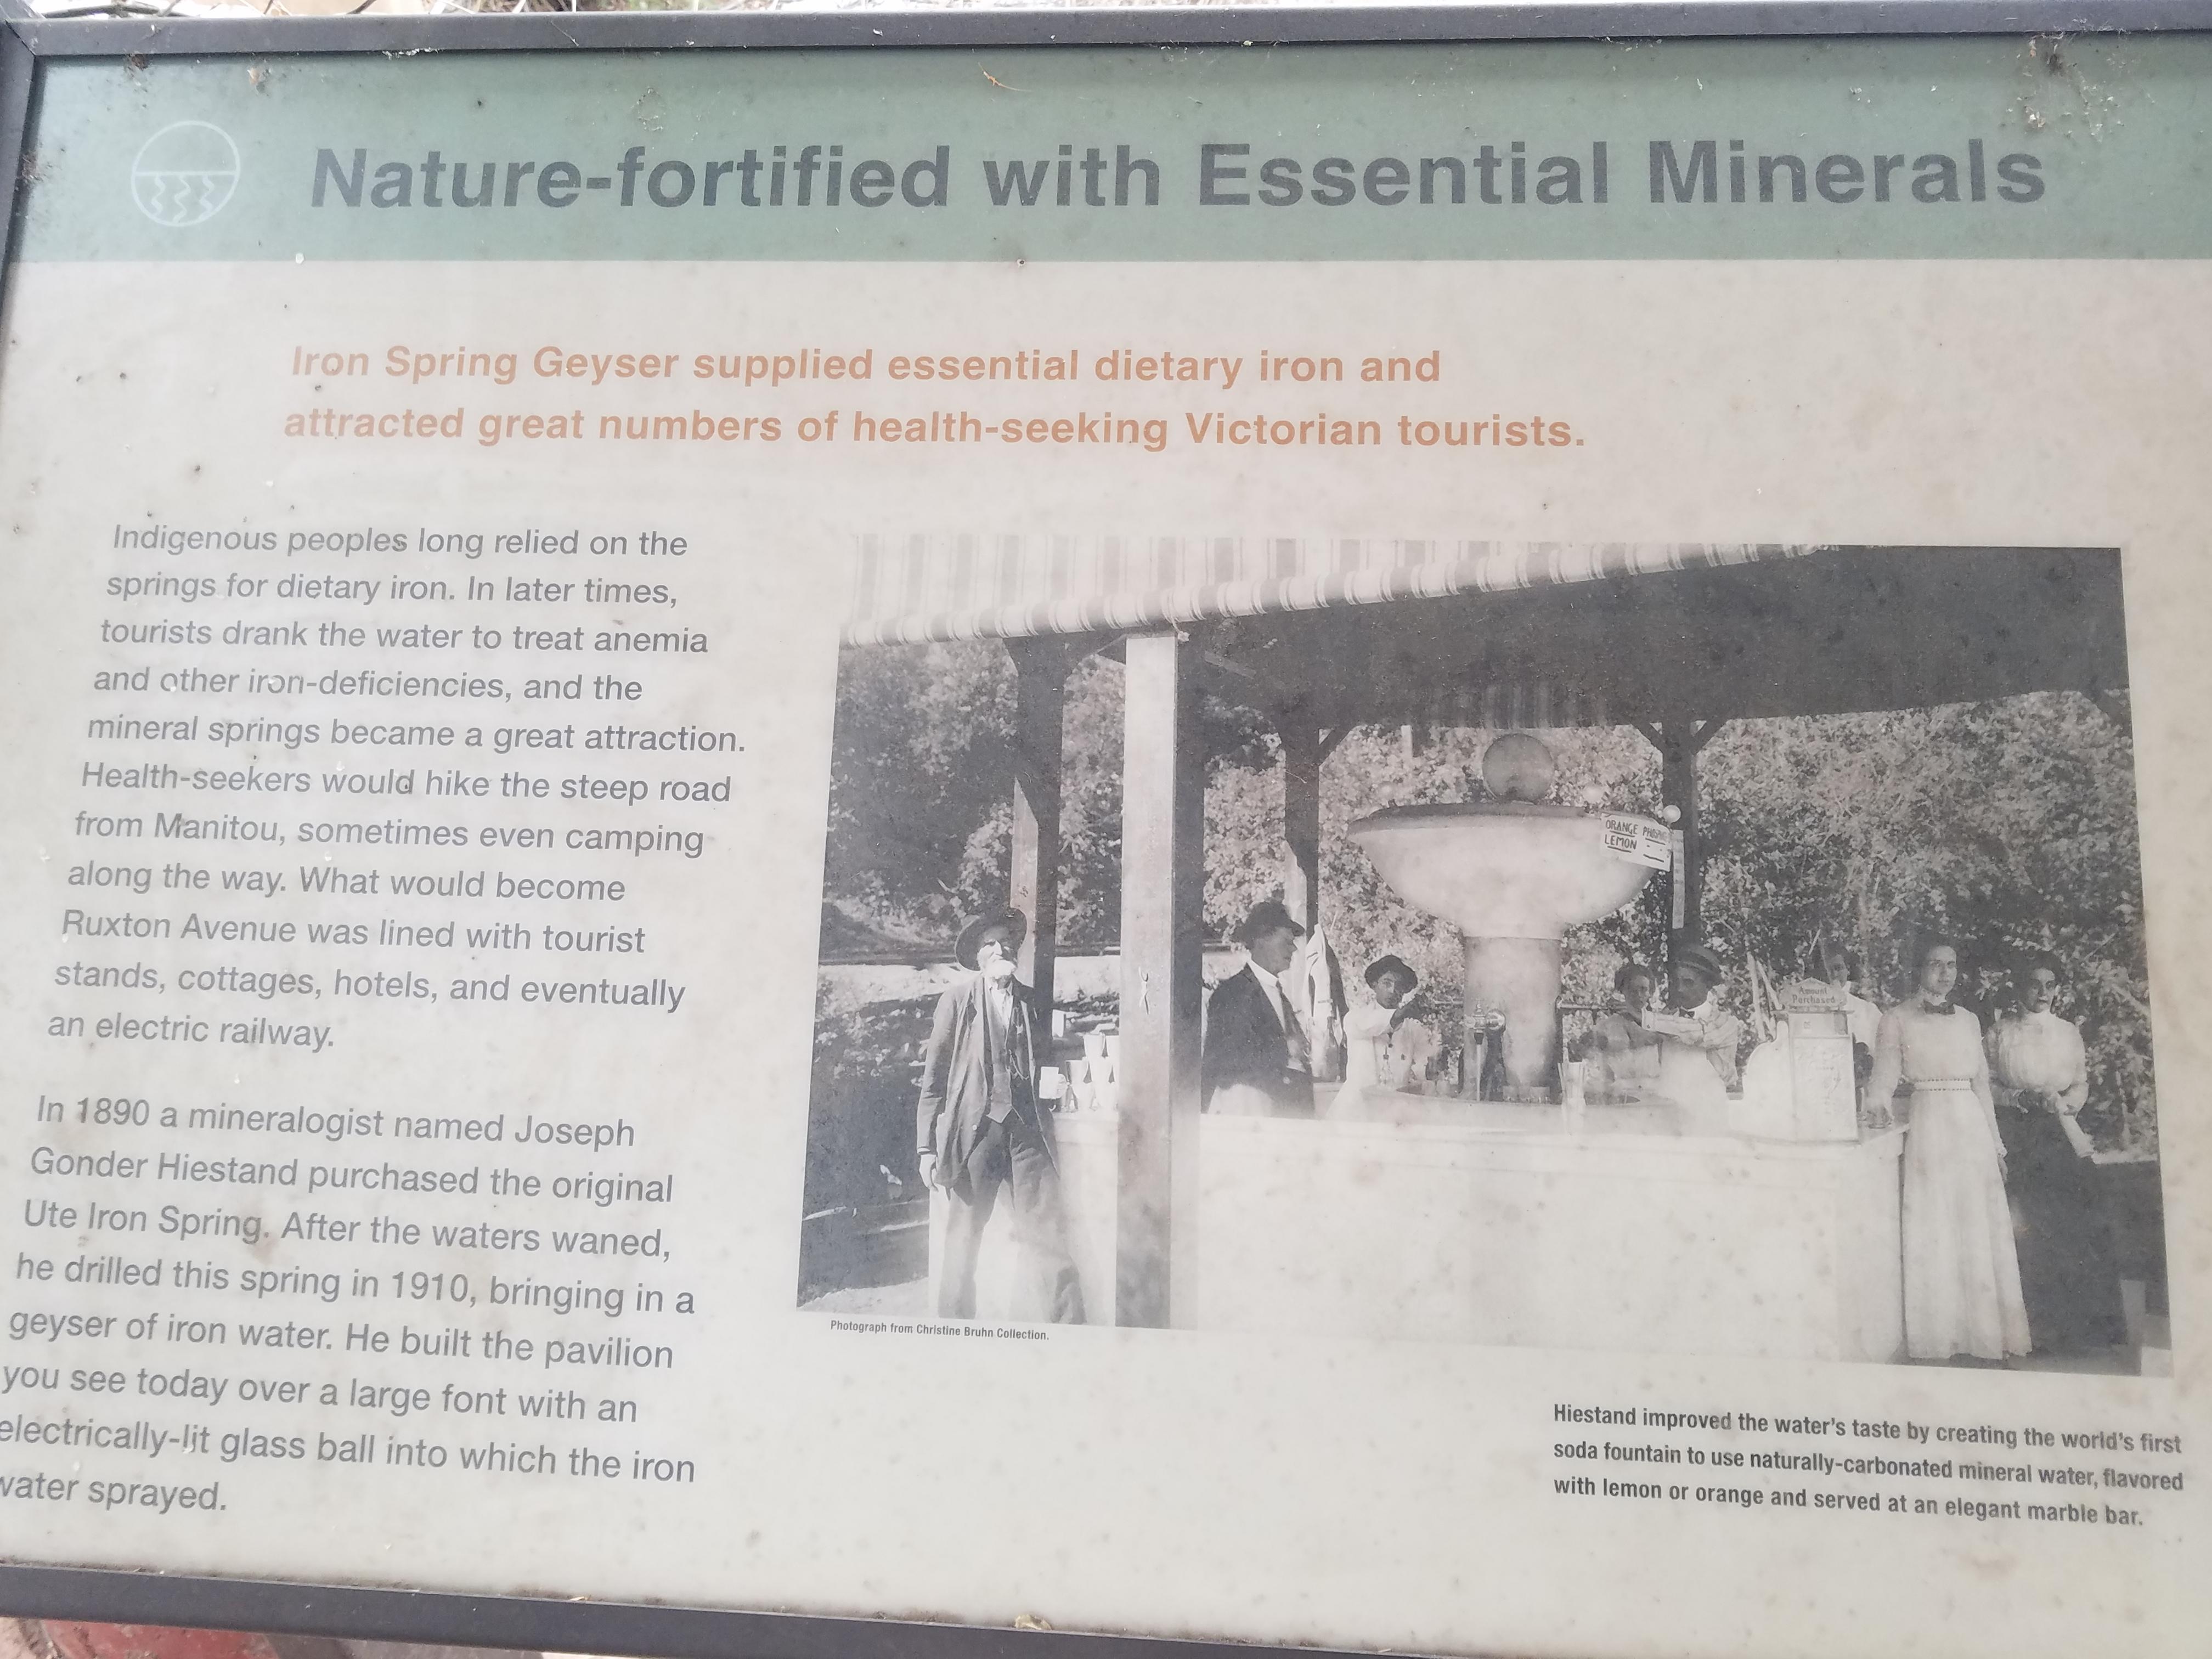 Nature-fortified with Essential Minerals
Iron Spring Geyser supplied essential dietary iron and
attracted great numbers of health-seeking Victorian tourists.
Indigenous peoples long relied on the
springs for dietary iron. In later times,
tourists drank the water to treat anemia
and other iron-deficiencies, and the
mineral springs became a great attraction.
Health-seekers would hike the steep road
from Manitou, sometimes even camping
along the way. What would become
Ruxton Avenue was lined with tourist
stands, cottages, hotels, and eventually
an electric railway.
In 1890 a mineralogist named Joseph
Gonder Hiestand purchased the original
Ute Iron Spring. After the waters waned,
he drilled this spring in 1910, bringing in a
geyser of iron water. He built the pavilion
you see today over a large font with an
electrically-lit glass ball into which the iron
water sprayed.
ORANGE
LEMON
Amount
Purchased
Photograph from Christine Bruhn Collection.
Hiestand improved the water's taste by creating the world's first
soda fountain to use naturally-carbonated mineral water, flavored
with lemon or orange and served at an elegant marble bar.